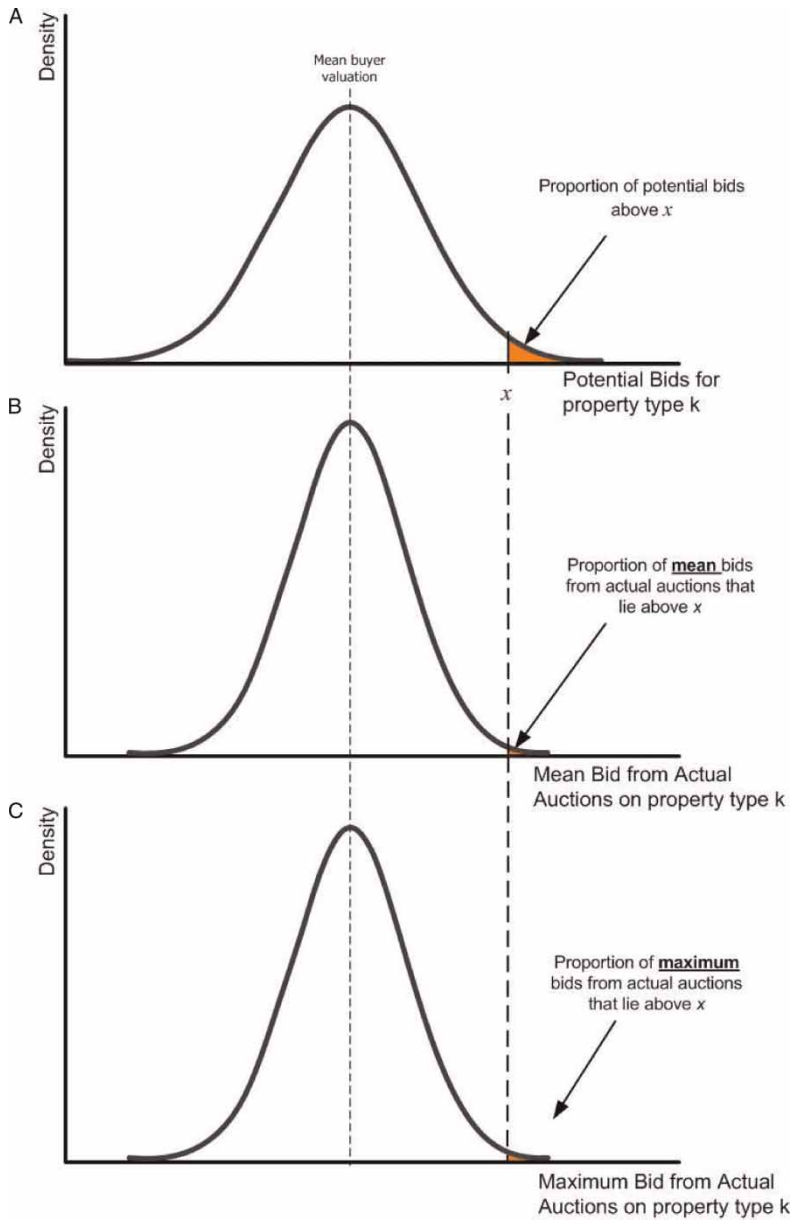 A
Density
Mean buyer
valuation
Proportion of potential bids
above x
x
Potential Bids for
property type k
B
Density
Proportion of mean bids
from actual auctions that
lie above x
Mean Bid from Actual
Auctions on property type k
C
Density
Proportion of maximum
bids from actual auctions
that lie above x
Maximum Bid from Actual
Auctions on property type k